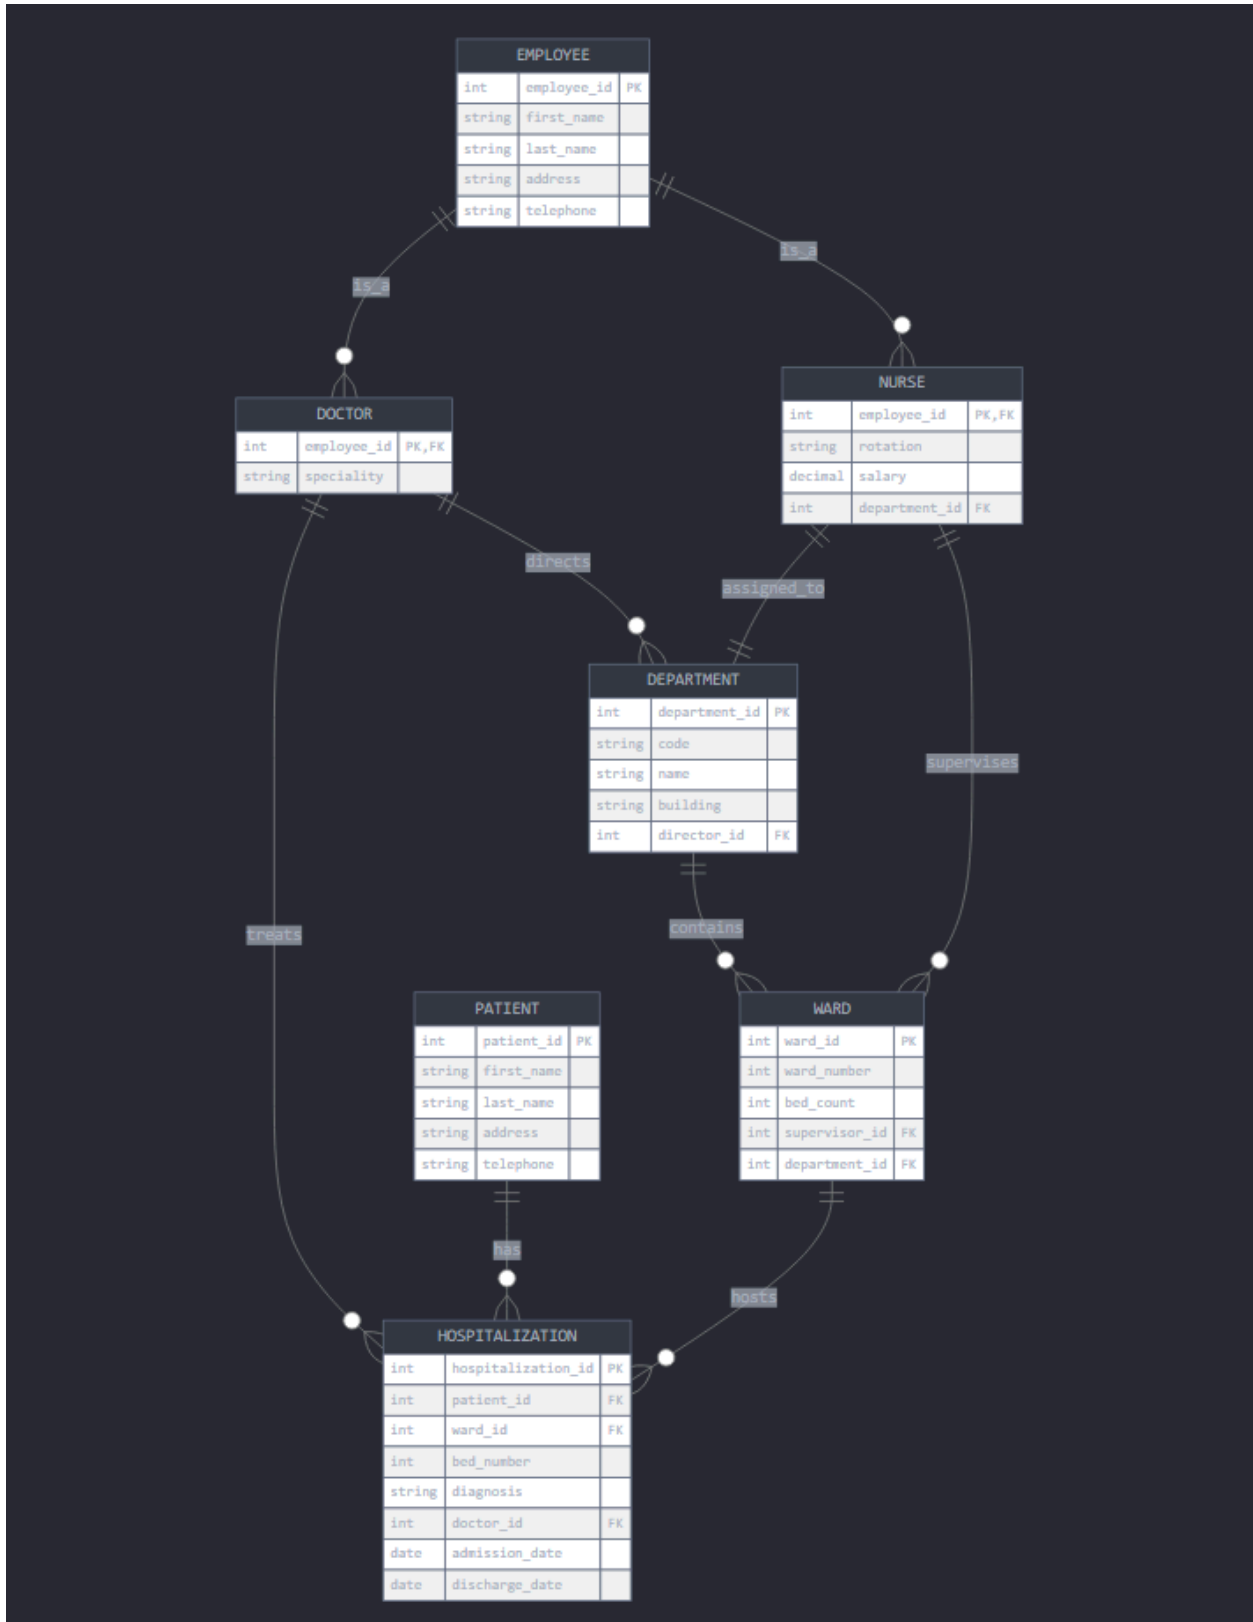 EMPLOYEE
int employee_id PK
string first_name
string last_name
string address
string telephone
is_a
is_a
DOCTOR
int employee_id PK,FK
string speciality
NURSE
int employee_id PK,FK
string rotation
decimal salary
int department_id FK
directs
assigned_to
DEPARTMENT
int department_id PK
string code
string name
string building
int director_id FK
supervises
contains
treats
PATIENT
int patient_id PK
string first_name
string last_name
string address
string telephone
WARD
int ward_id PK
int ward_number
int bed_count
int supervisor_id FK
int department_id FK
has
hosts
HOSPITALIZATION
int hospitalization_id PK
int patient_id FK
int ward_id FK
int bed_number
string diagnosis
int doctor_id FK
date admission_date
date discharge_date